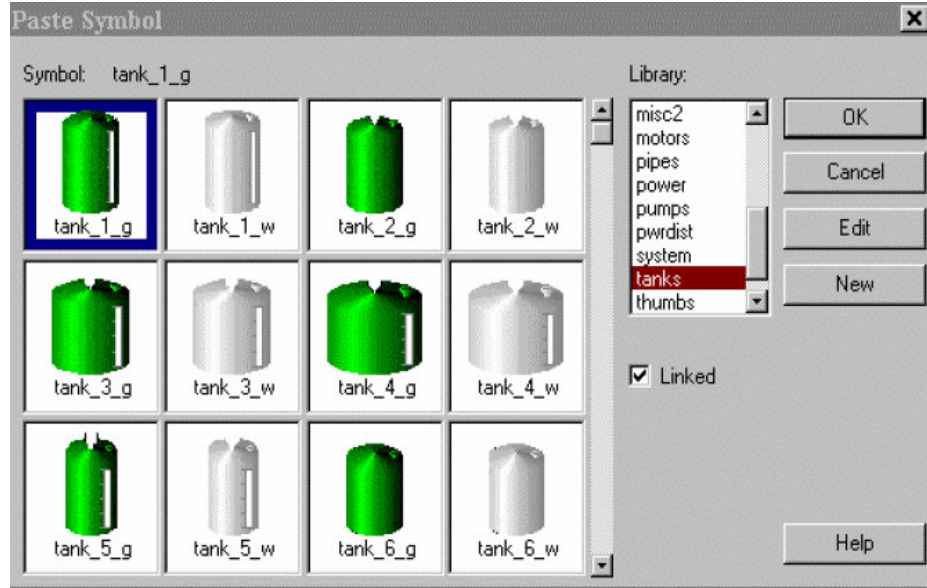 Paste Symbol
Symbol: tank_1_g
tank_1_g
tank_1_w
tank_2_g
tank_2_w
tank_3_g
tank_3_w
tank_4_g
tank_4_w
tank_5_g
tank_5_w
tank_6_g
tank_6_w
Library:
misc2
motors
pipes
power
pumps
pwrdist
system
tanks
thumbs
Linked
OK
Cancel
Edit
New
Help